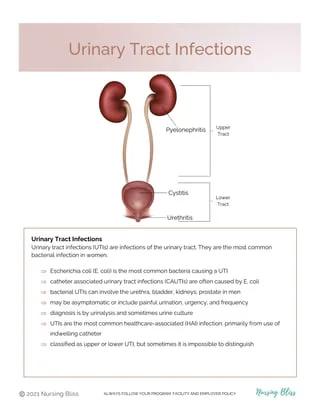 Urinary Tract Infections
Pyelonephritis
Upper
Tract
Cystitis
Lower
Tract
Urethritis
Urinary Tract Infections
Urinary tract infections (UTIs) are infections of the urinary tract. They are the most common
bacterial infection in women.
⇨ Escherichia coli (E. coli) is the most common bacteria causing a UTI
⇨ catheter associated urinary tract infections (CAUTIs) are often caused by E. coli
⇨ bacterial UTIs can involve the urethra, bladder, kidneys, prostate in men
⇨ may be asymptomatic or include painful urination, urgency, and frequency
⇨ diagnosis is by urinalysis and sometimes urine culture
⇨ UTIs are the most common healthcare-associated (HAI) infection; primarily from use of
indwelling catheter
⇨ classified as upper or lower UTI, but sometimes it is impossible to distinguish
© 2021 Nursing Bliss
ALWAYS FOLLOW YOUR PROGRAM, FACILITY AND EMPLOYER POLICY
Nursing Bliss